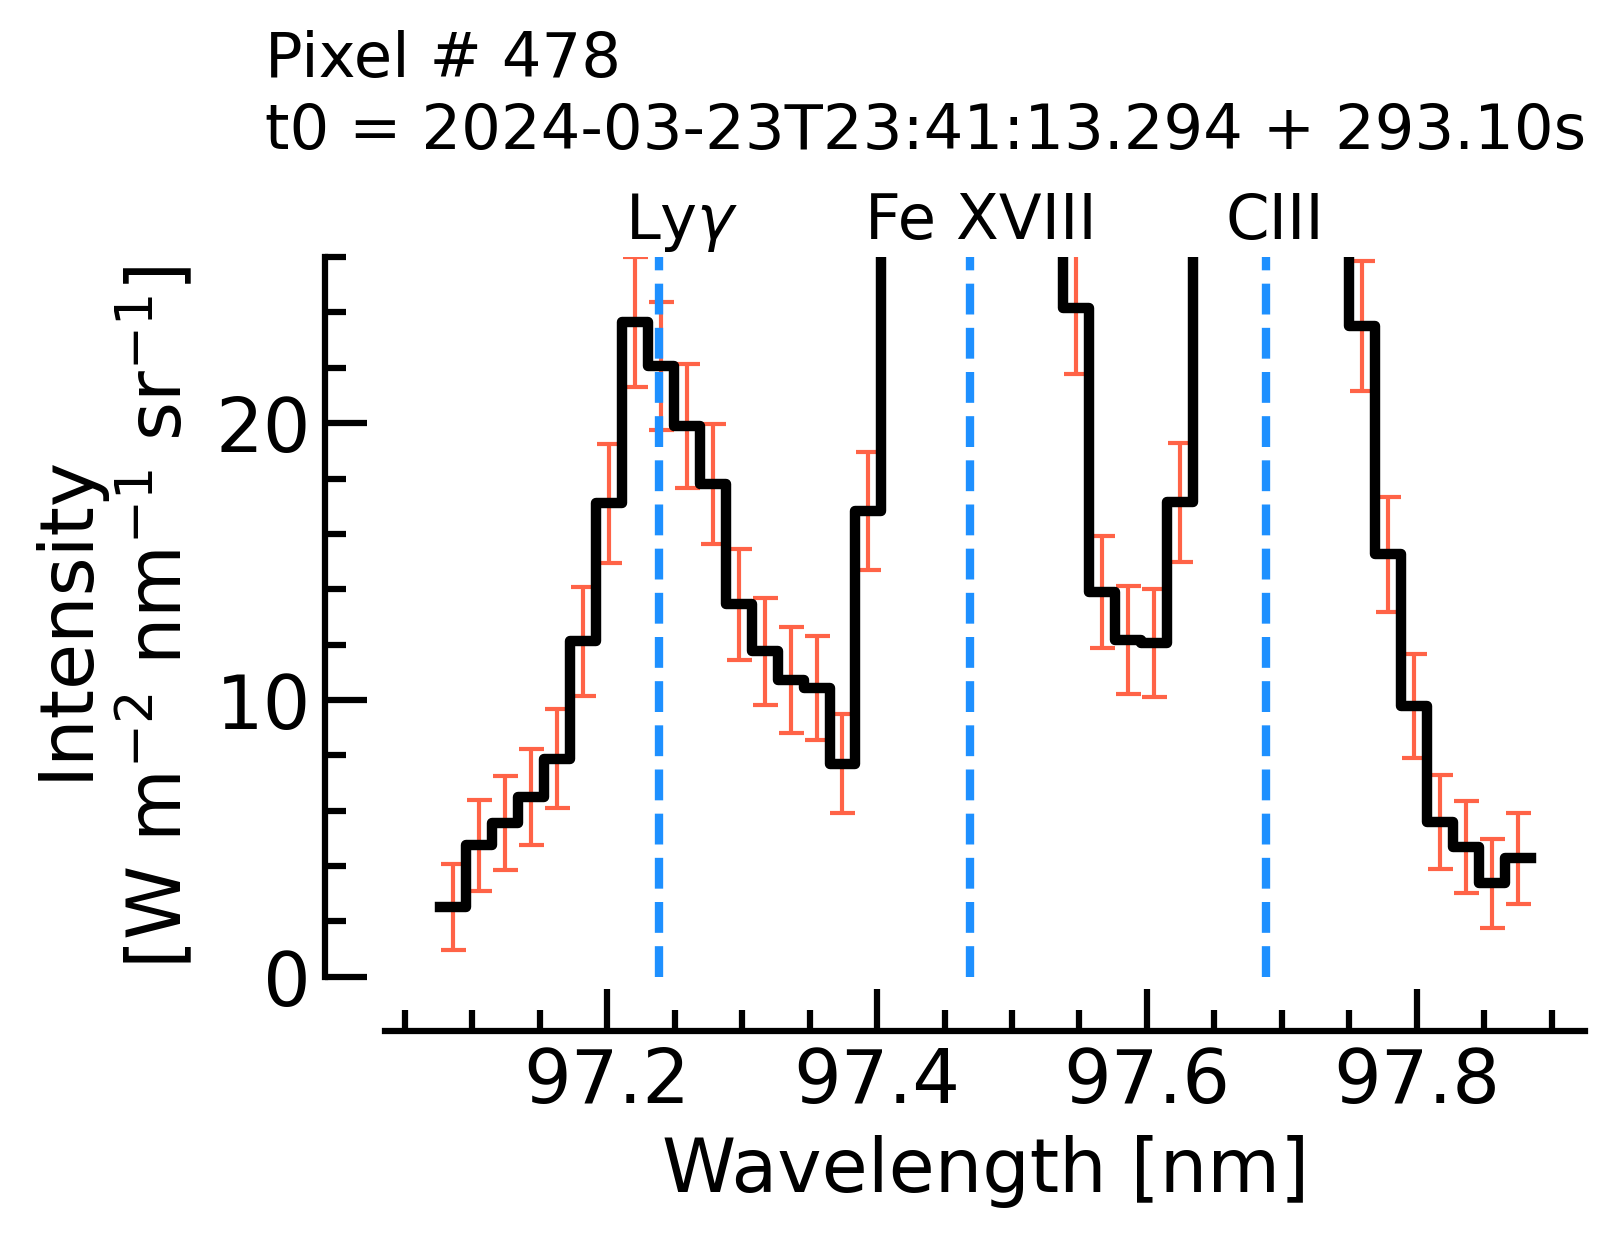 Pixel # 478
t0 = 2024-03-23T23:41:13.294 + 293.10s
Lyγ Fe XVIII CIII
Intensity
[W m⁻² nm⁻¹ sr⁻¹]
20
10
0
97.2 97.4 97.6 97.8
Wavelength [nm]